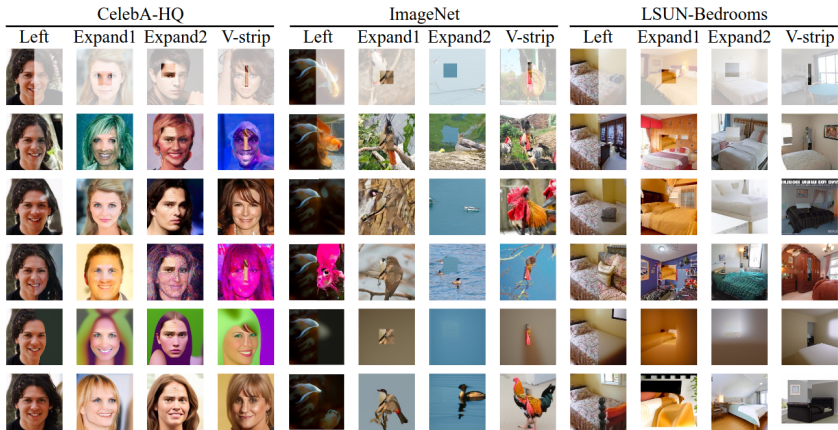 CelebA-HQ ImageNet LSUN-Bedrooms
Left Expand1 Expand2 V-strip Left Expand1 Expand2 V-strip Left Expand1 Expand2 V-strip